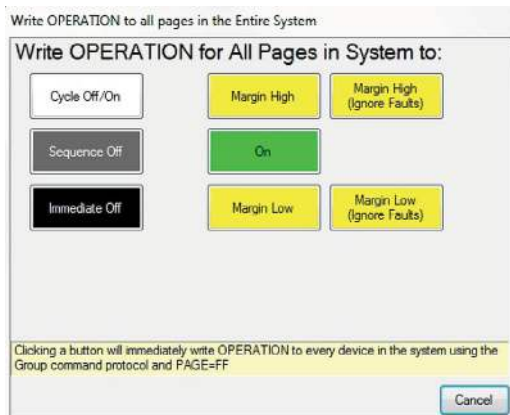 Write OPERATION to all pages in the Entire System
Write OPERATION for All Pages in System to:
Cycle Off/On
Margin High
Margin High
(Ignore Faults)
Sequence Off
On
Immediate Off
Margin Low
Margin Low
(Ignore Faults)
Clicking a button will immediately write OPERATION to every device in the system using the
Group command protocol and PAGE=FF
Cancel